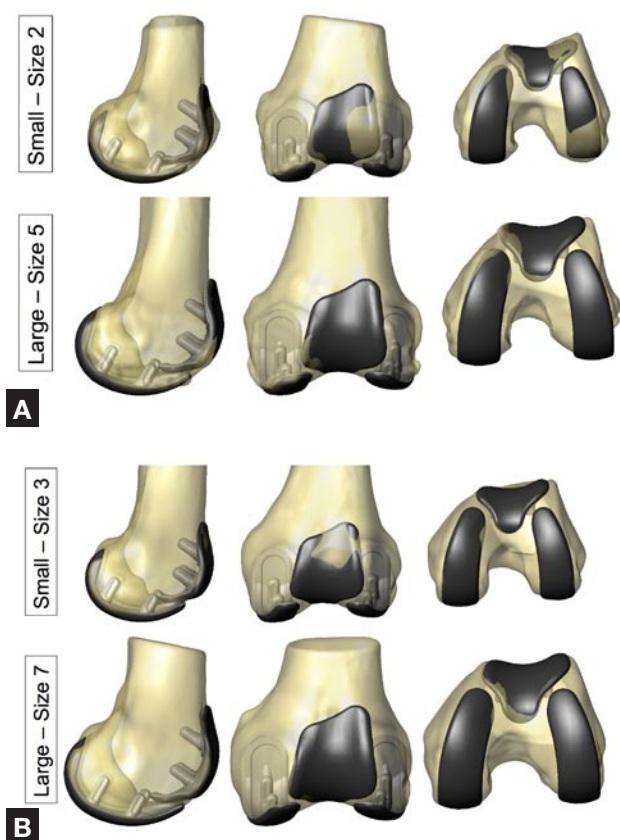 Small – Size 2
Large – Size 5
A
Small – Size 3
Large – Size 7
B